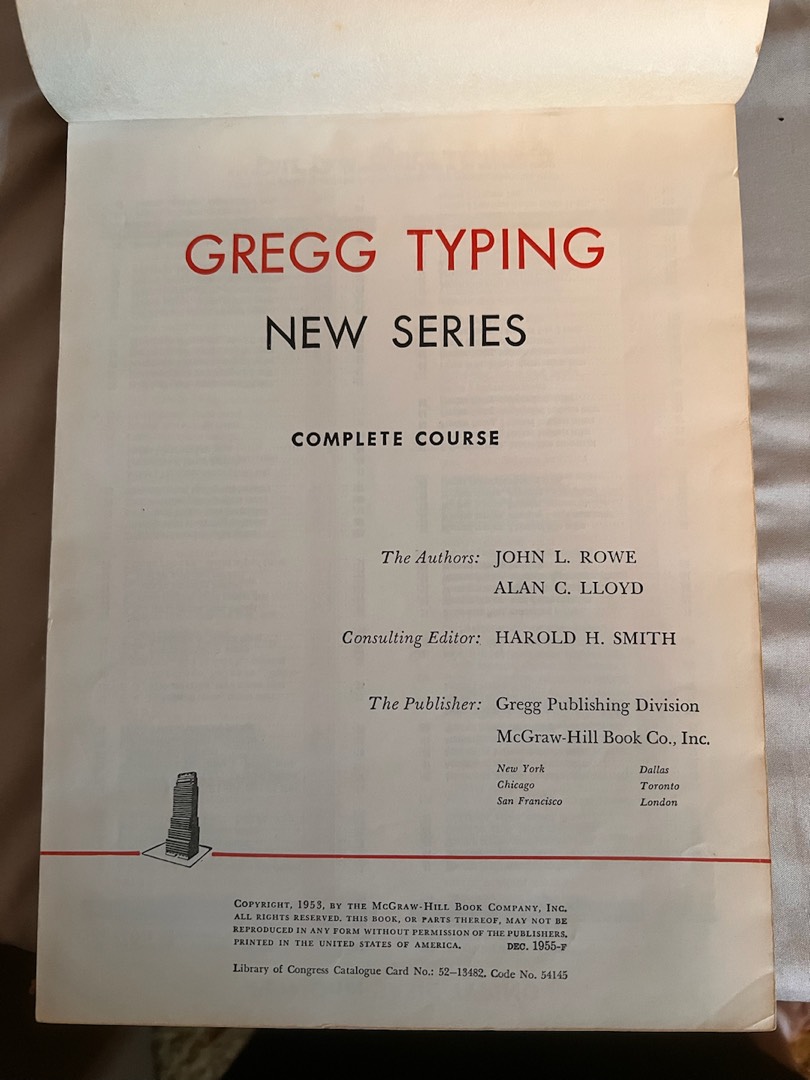 GREGG TYPING
NEW SERIES
COMPLETE COURSE
The Authors: JOHN L. ROWE
ALAN C. LLOYD
Consulting Editor: HAROLD H. SMITH
The Publisher: Gregg Publishing Division
McGraw-Hill Book Co., Inc.
New York Dallas
Chicago Toronto
San Francisco London
Copyright, 1953, by the McGraw-Hill Book Company, Inc.
All rights reserved. This book, or parts thereof, may not be
reproduced in any form without permission of the publishers.
Printed in the United States of America. Dec. 1955-F
Library of Congress Catalogue Card No.: 52–13482. Code No. 54145